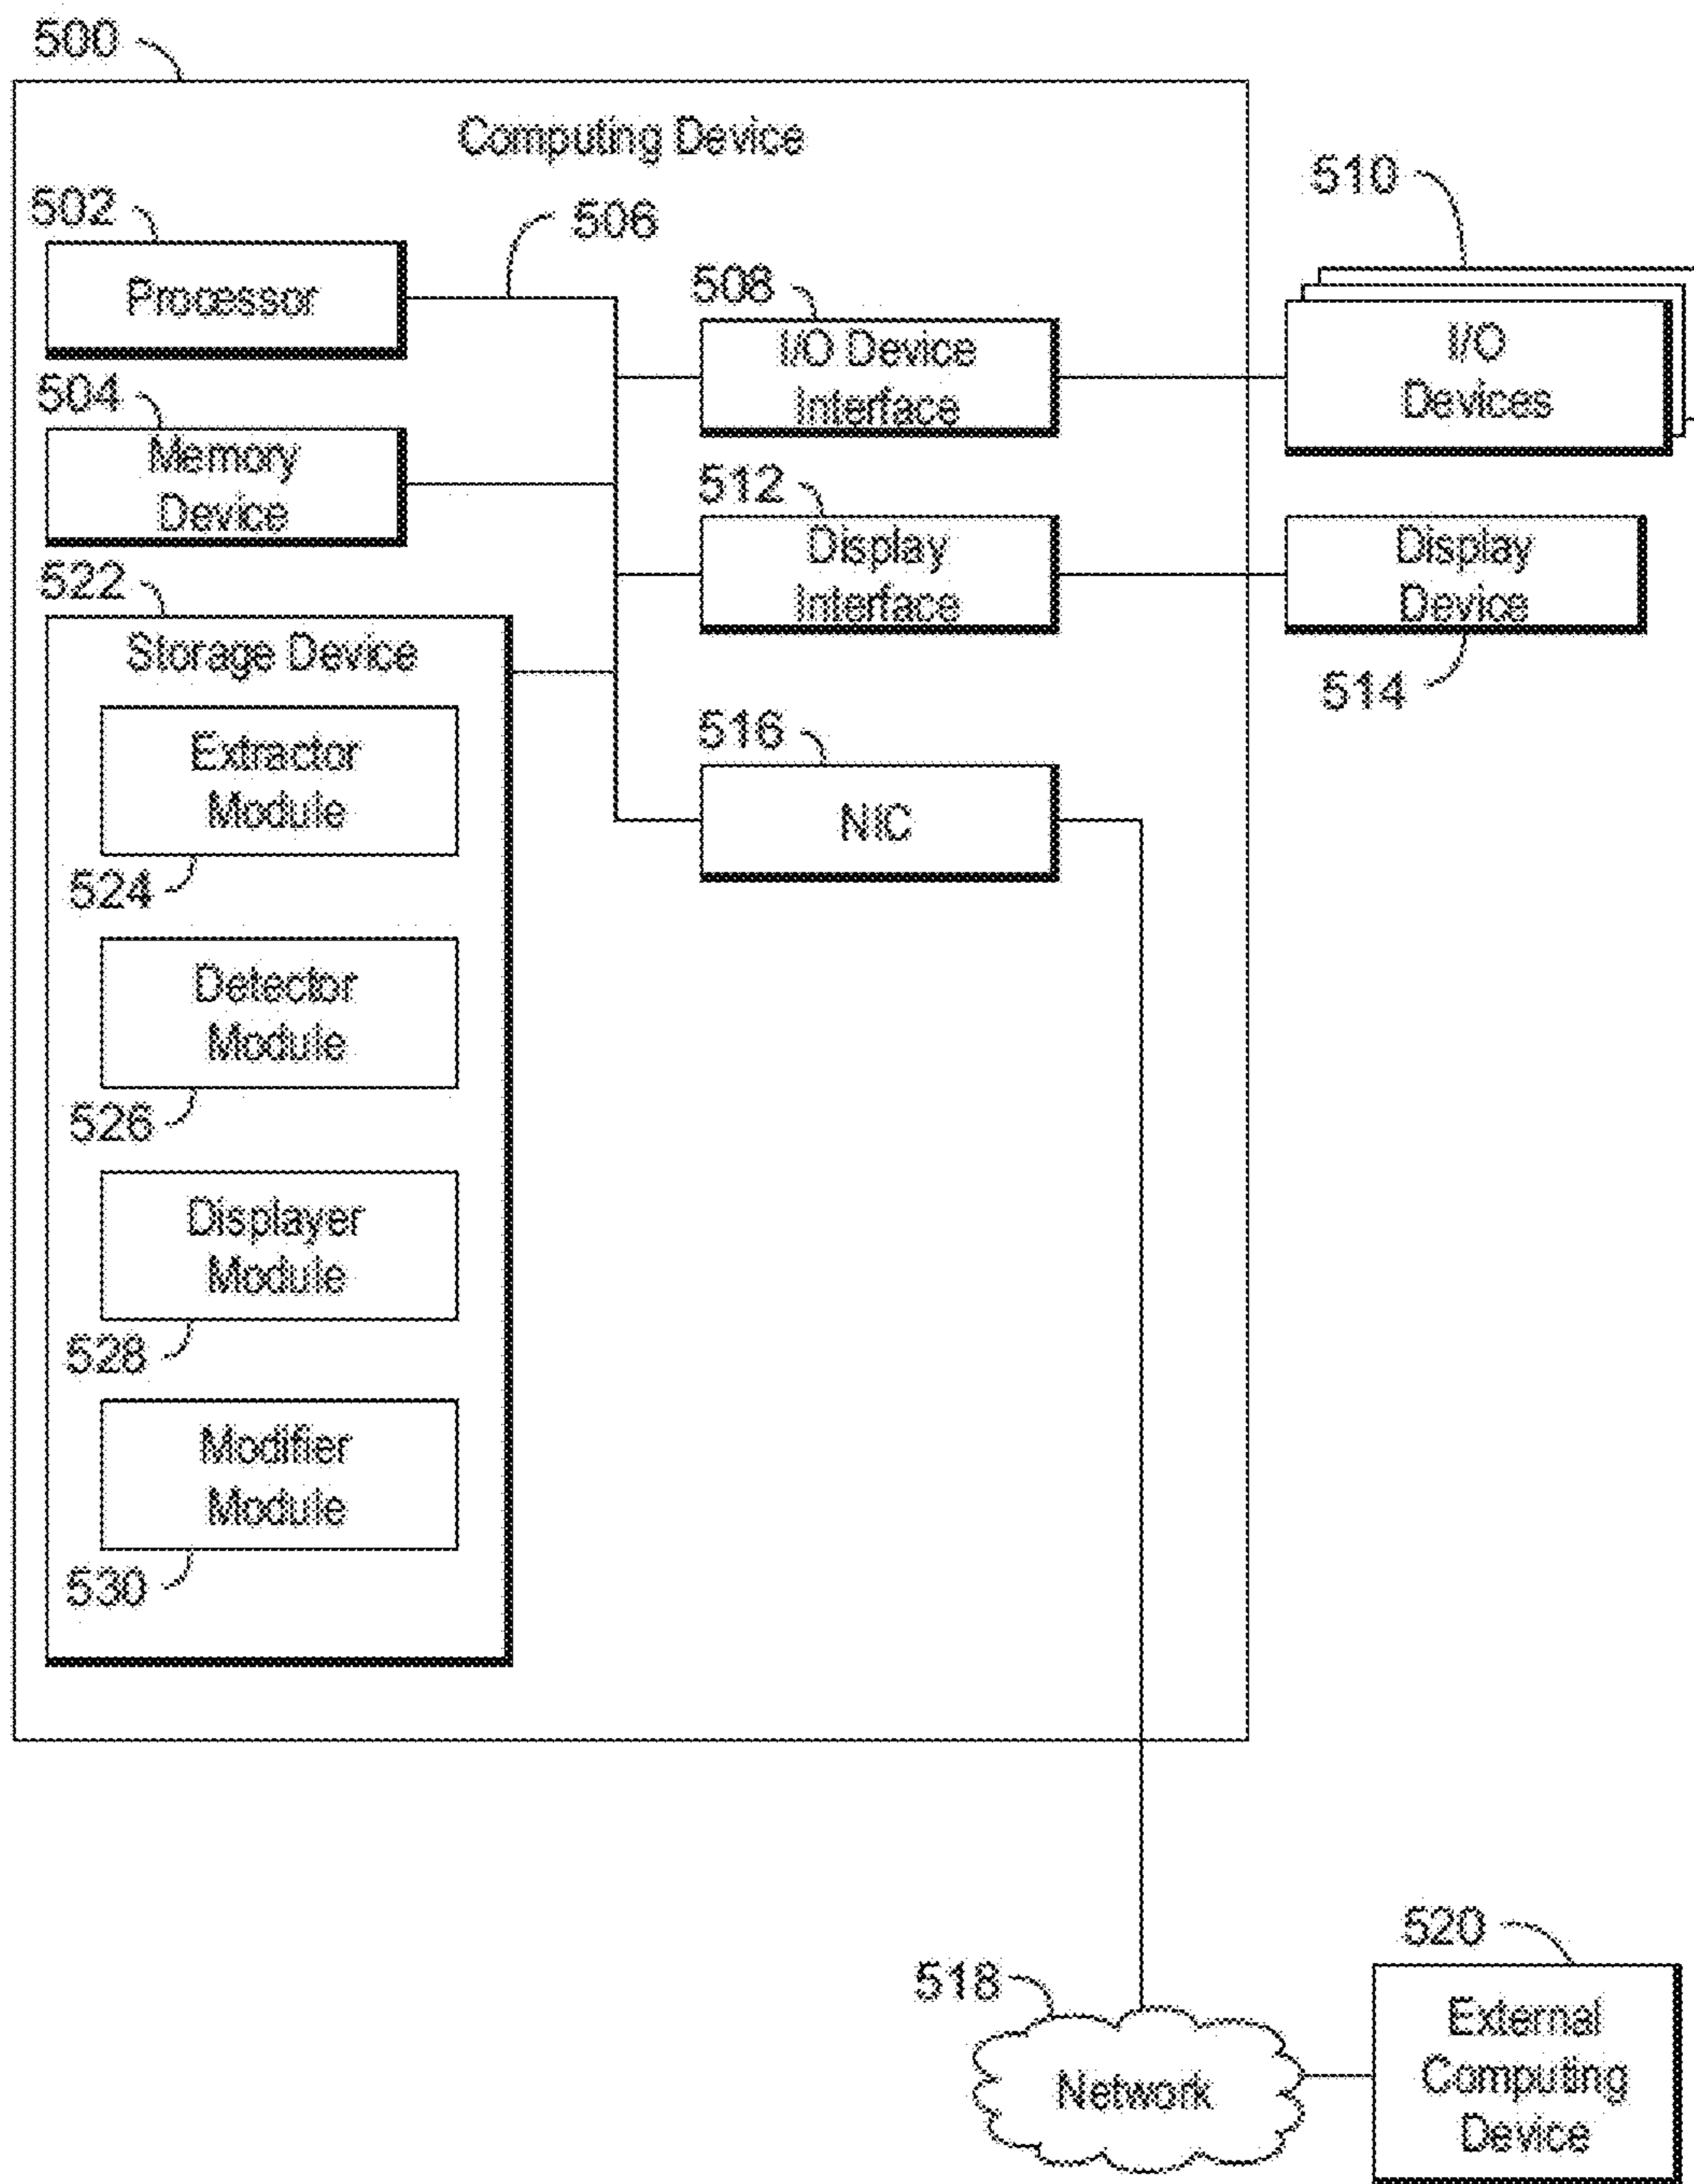 500
Computing Device
502
Processor
506
504
Memory
Device
508
I/O Device
Interface
510
I/O
Devices
512
Display
Interface
Display
Device
514
516
NIC
522
Storage Device
Extractor
Module
524
Detector
Module
526
Displayer
Module
528
Modifier
Module
530
518
Network
520
External
Computing
Device